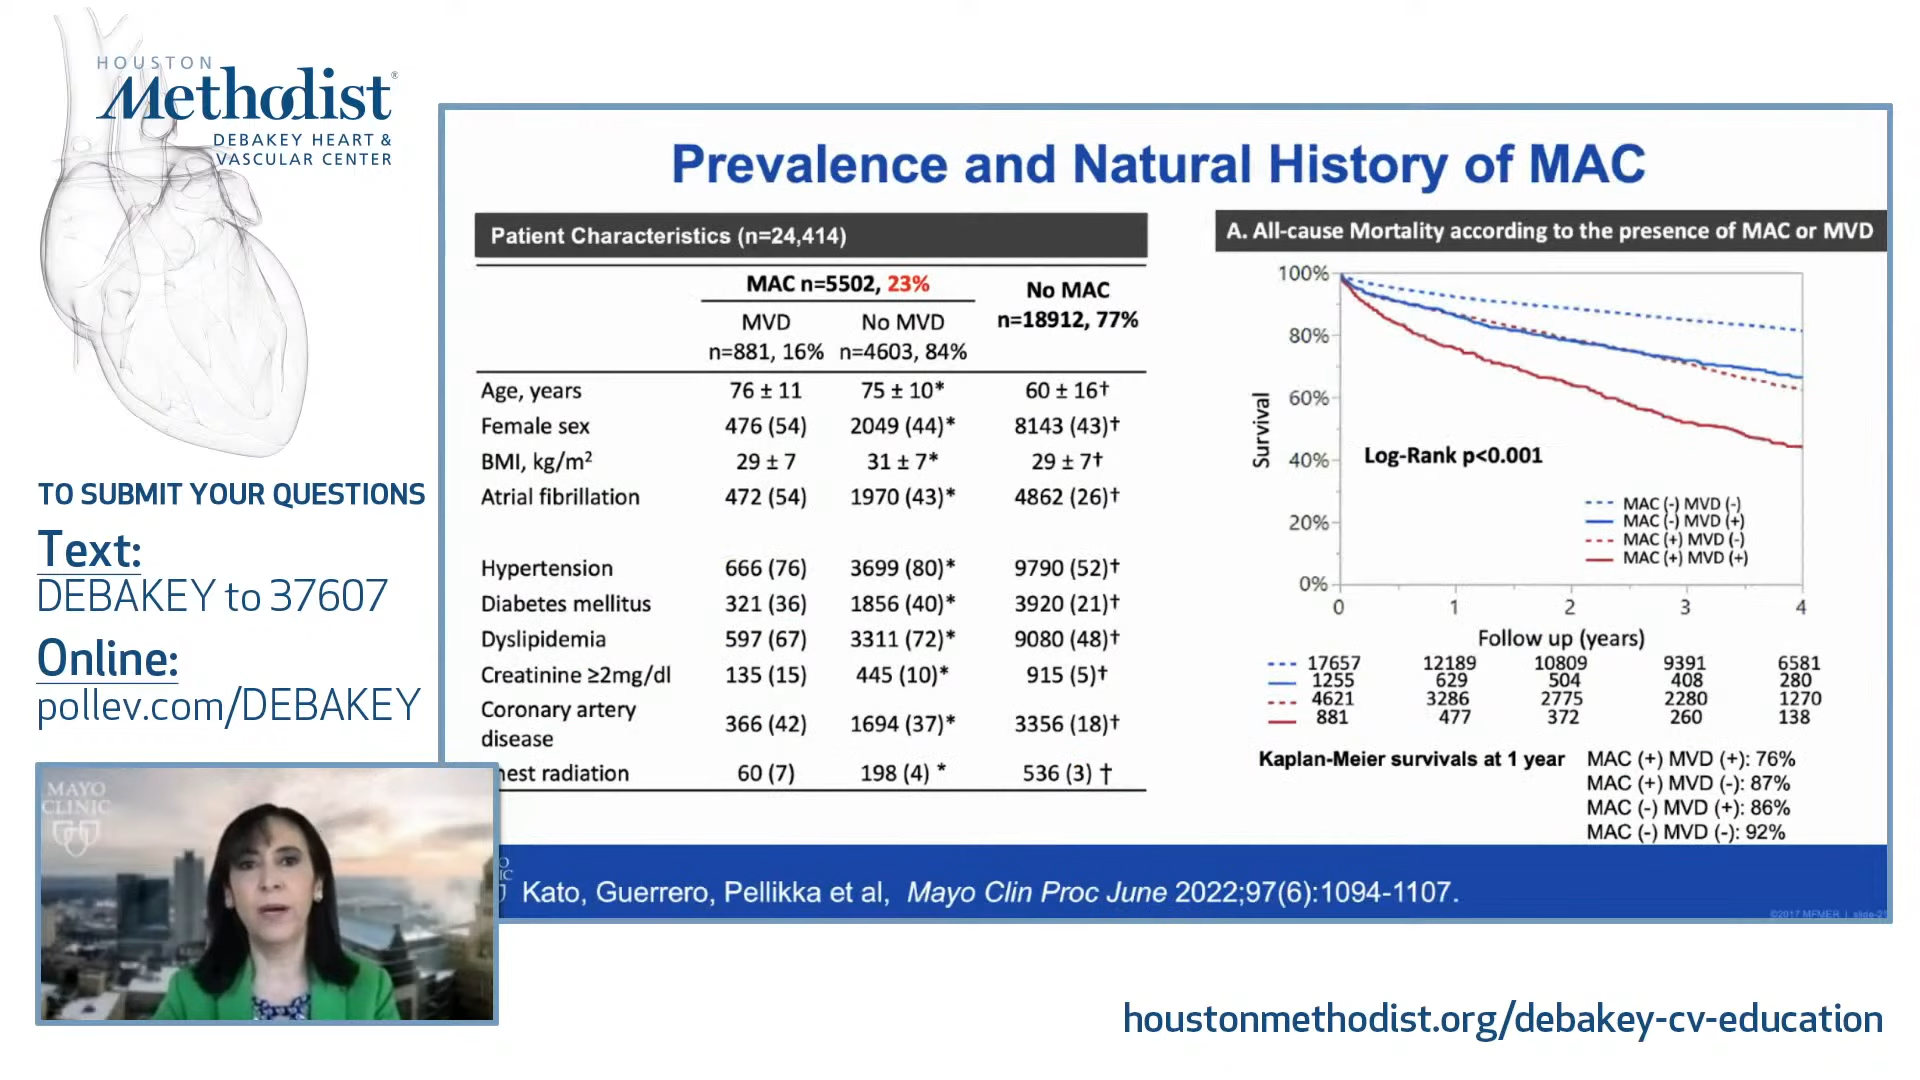 HOUSTON
Methodist®
DEBAKEY HEART &
VASCULAR CENTER
TO SUBMIT YOUR QUESTIONS
Text:
DEBAKEY to 37607
Online:
pollev.com/DEBAKEY
MAYO
CLINIC
Prevalence and Natural History of MAC
Patient Characteristics (n=24,414)
MAC n=5502, 23%
No MAC
n=18912, 77%
MVD
n=881, 16%
No MVD
n=4603, 84%
Age, years 76 ± 11 75 ± 10* 60 ± 16†
Female sex 476 (54) 2049 (44)* 8143 (43)†
BMI, kg/m² 29 ± 7 31 ± 7* 29 ± 7†
Atrial fibrillation 472 (54) 1970 (43)* 4862 (26)†
Hypertension 666 (76) 3699 (80)* 9790 (52)†
Diabetes mellitus 321 (36) 1856 (40)* 3920 (21)†
Dyslipidemia 597 (67) 3311 (72)* 9080 (48)†
Creatinine ≥2mg/dl 135 (15) 445 (10)* 915 (5)†
Coronary artery
disease 366 (42) 1694 (37)* 3356 (18)†
hest radiation 60 (7) 198 (4) * 536 (3) †
A. All-cause Mortality according to the presence of MAC or MVD
100%
80%
60%
40%
20%
0%
Survival
Log-Rank p<0.001
MAC (-) MVD (-)
MAC (-) MVD (+)
MAC (+) MVD (-)
MAC (+) MVD (+)
0 1 2 3 4
Follow up (years)
17657 12189 10809 9391 6581
1255 629 504 408 280
4621 3286 2775 2280 1270
881 477 372 260 138
Kaplan-Meier survivals at 1 year MAC (+) MVD (+): 76%
MAC (+) MVD (-): 87%
MAC (-) MVD (+): 86%
MAC (-) MVD (-): 92%
Kato, Guerrero, Pellikka et al, Mayo Clin Proc June 2022;97(6):1094-1107.
©2017 MFMER | 
houstonmethodist.org/debakey-cv-education